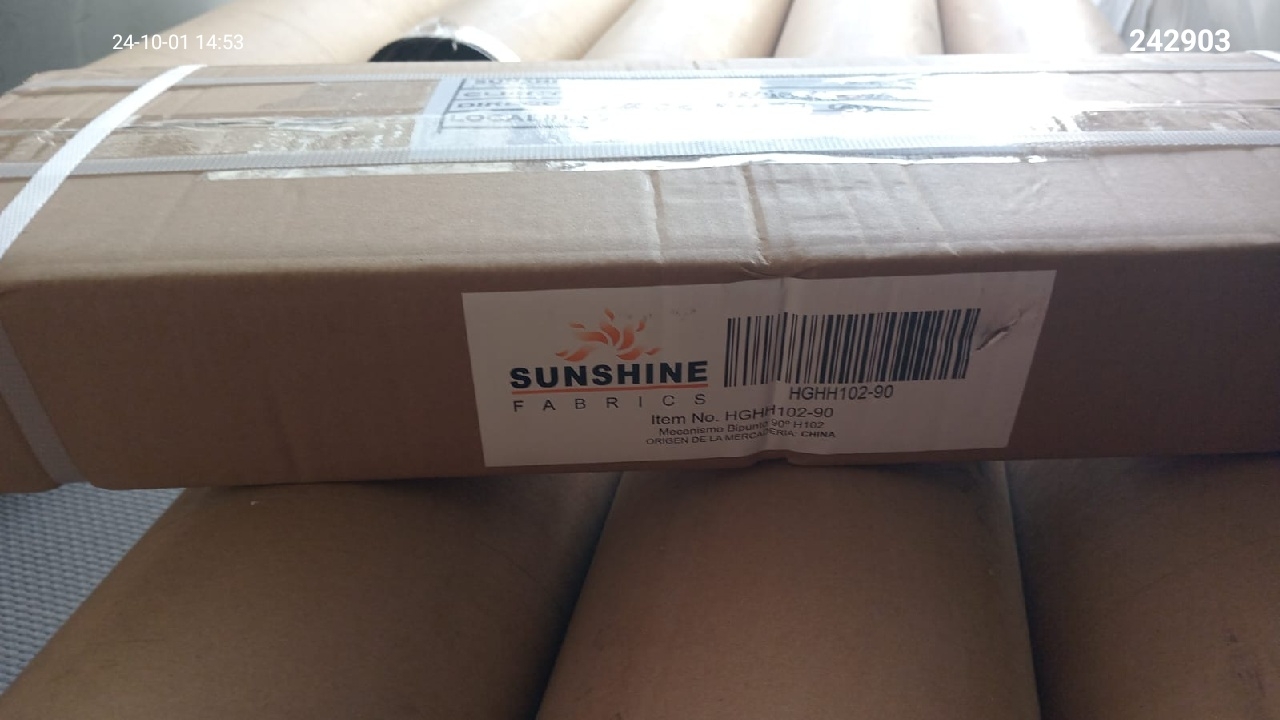 24-10-01 14:53
242903
SUNSHINE
FABRICS
HGHH102-90
Item No. HGHH102-90
Mecanismo Bipunto 90° H102
ORIGEN DE LA MERCADERIA: CHINA